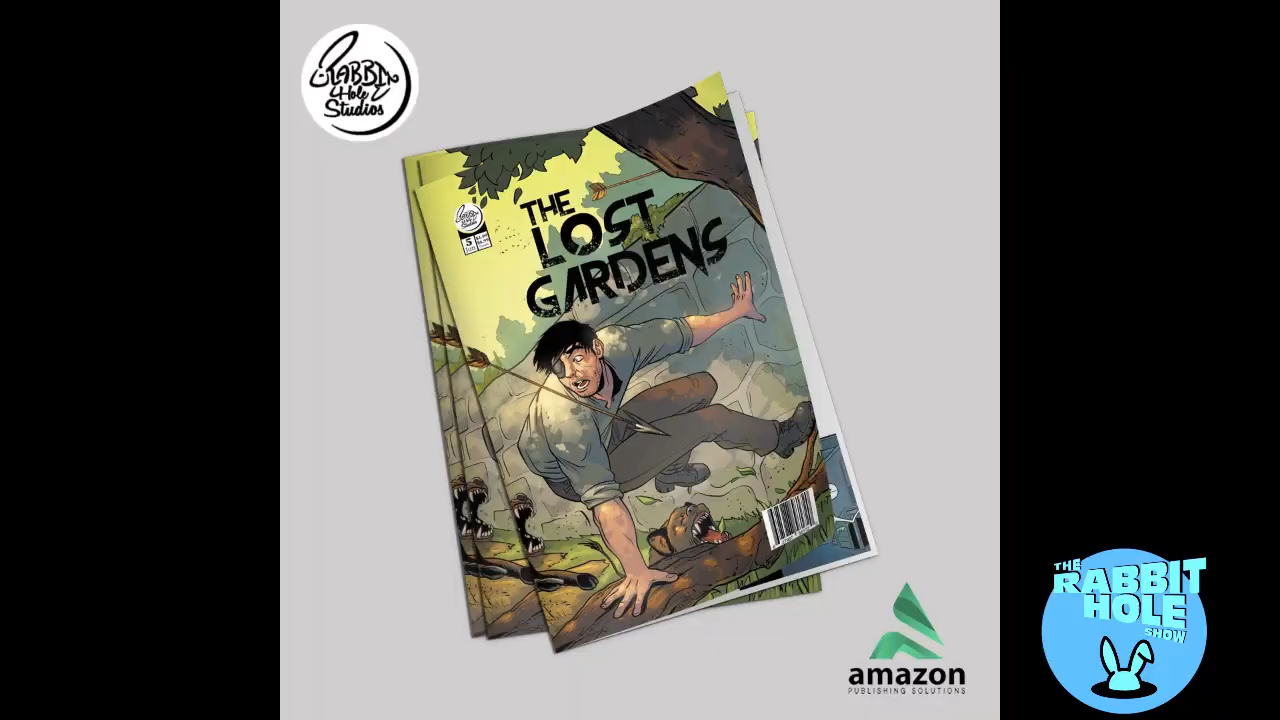 RABBIT
Hole
Studios
THE
LOST
GARDENS
5
amazon
PUBLISHING SOLUTIONS
THE
RABBIT
HOLE
SHOW